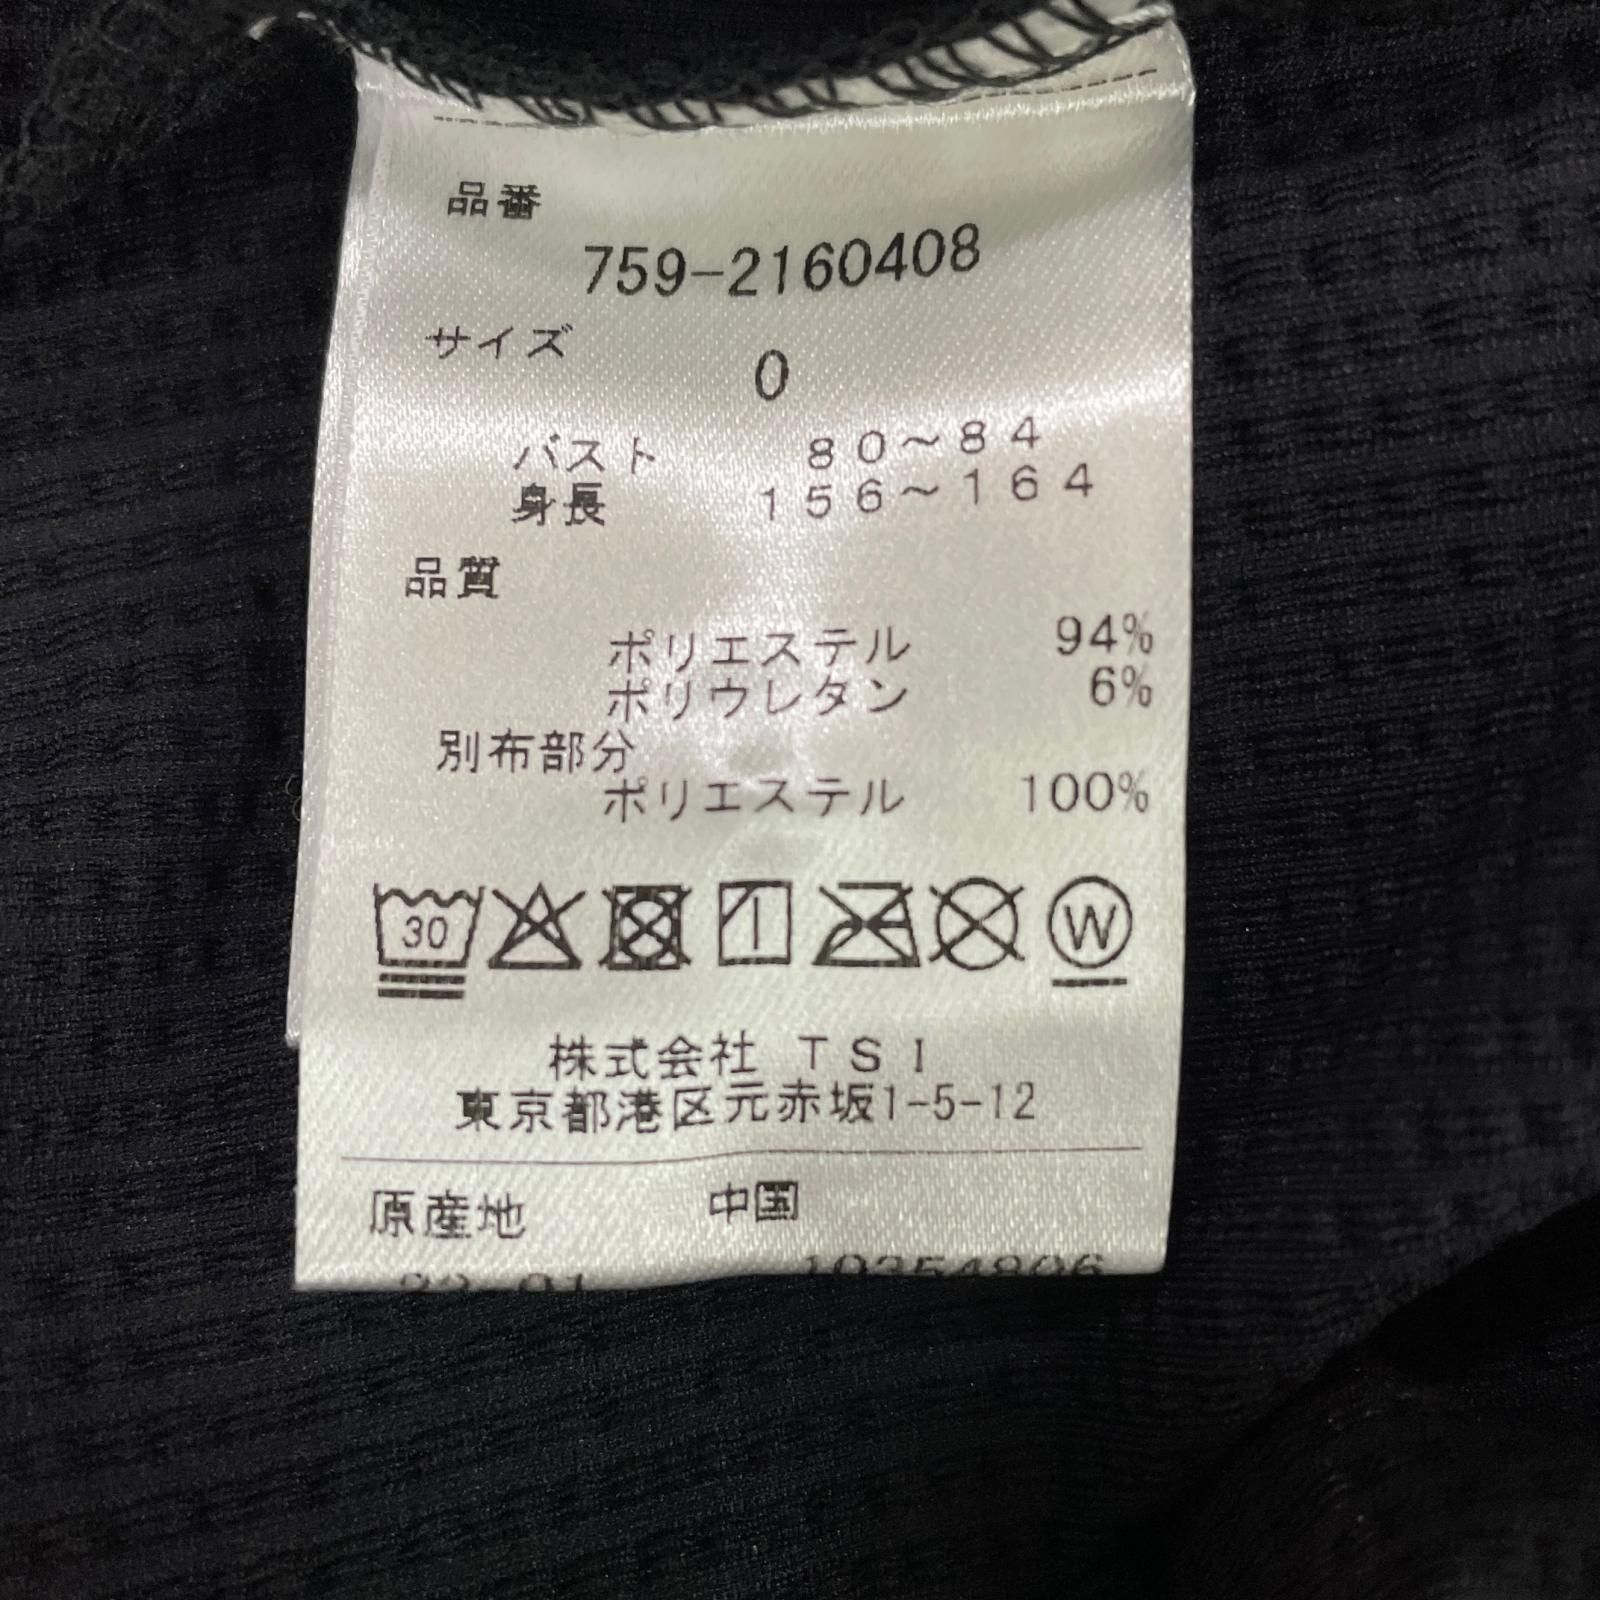 品番
759-2160408
サイズ
0
バスト 80～84
身長 156～164
品質
ポリエステル 94%
ポリウレタン 6%
別布部分
ポリエステル 100%
30
W
株式会社 TSI
東京都港区元赤坂1-5-12
原産地 中国